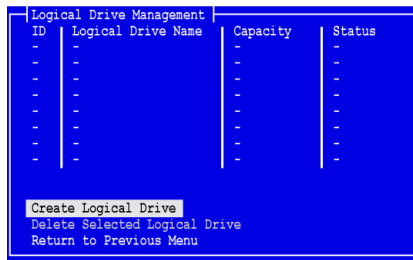 Logical Drive Management
ID Logical Drive Name Capacity Status
- - - -
- - - -
- - - -
- - - -
- - - -
- - - -
- - - -
- - - -
Create Logical Drive
Delete Selected Logical Drive
Return to Previous Menu